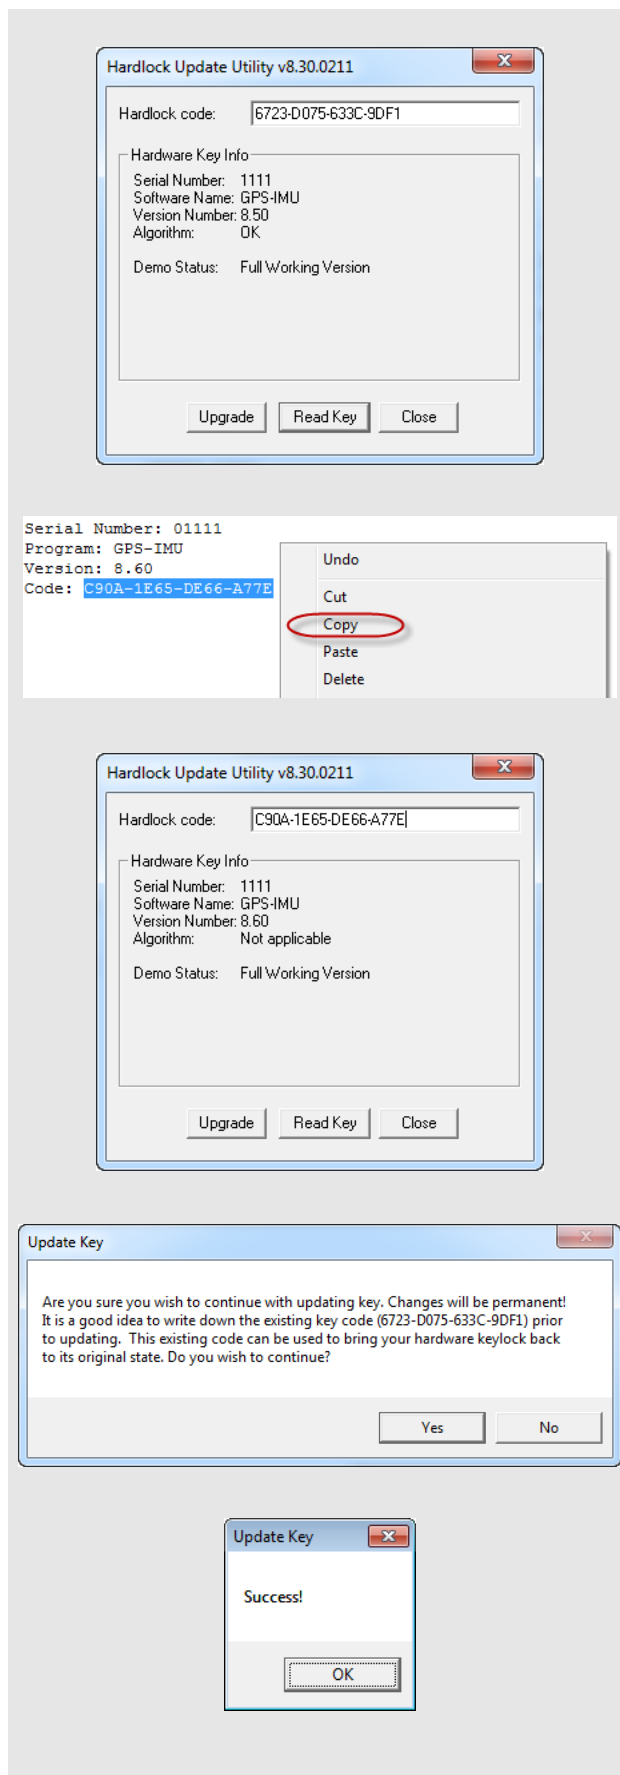 Hardlock Update Utility v8.30.0211
Hardlock code: 6723-D075-633C-9DF1
Hardware Key Info
Serial Number: 1111
Software Name: GPS-IMU
Version Number: 8.50
Algorithm: OK
Demo Status: Full Working Version
Upgrade Read Key Close
Serial Number: 01111
Program: GPS-IMU
Version: 8.60
Code: C90A-1E65-DE66-A77E
Undo
Cut
Copy
Paste
Delete
Hardlock Update Utility v8.30.0211
Hardlock code: C90A-1E65-DE66-A77E
Hardware Key Info
Serial Number: 1111
Software Name: GPS-IMU
Version Number: 8.60
Algorithm: Not applicable
Demo Status: Full Working Version
Upgrade Read Key Close
Update Key
Are you sure you wish to continue with updating key. Changes will be permanent!
It is a good idea to write down the existing key code (6723-D075-633C-9DF1) prior
to updating. This existing code can be used to bring your hardware keylock back
to its original state. Do you wish to continue?
Yes No
Update Key
Success!
OK